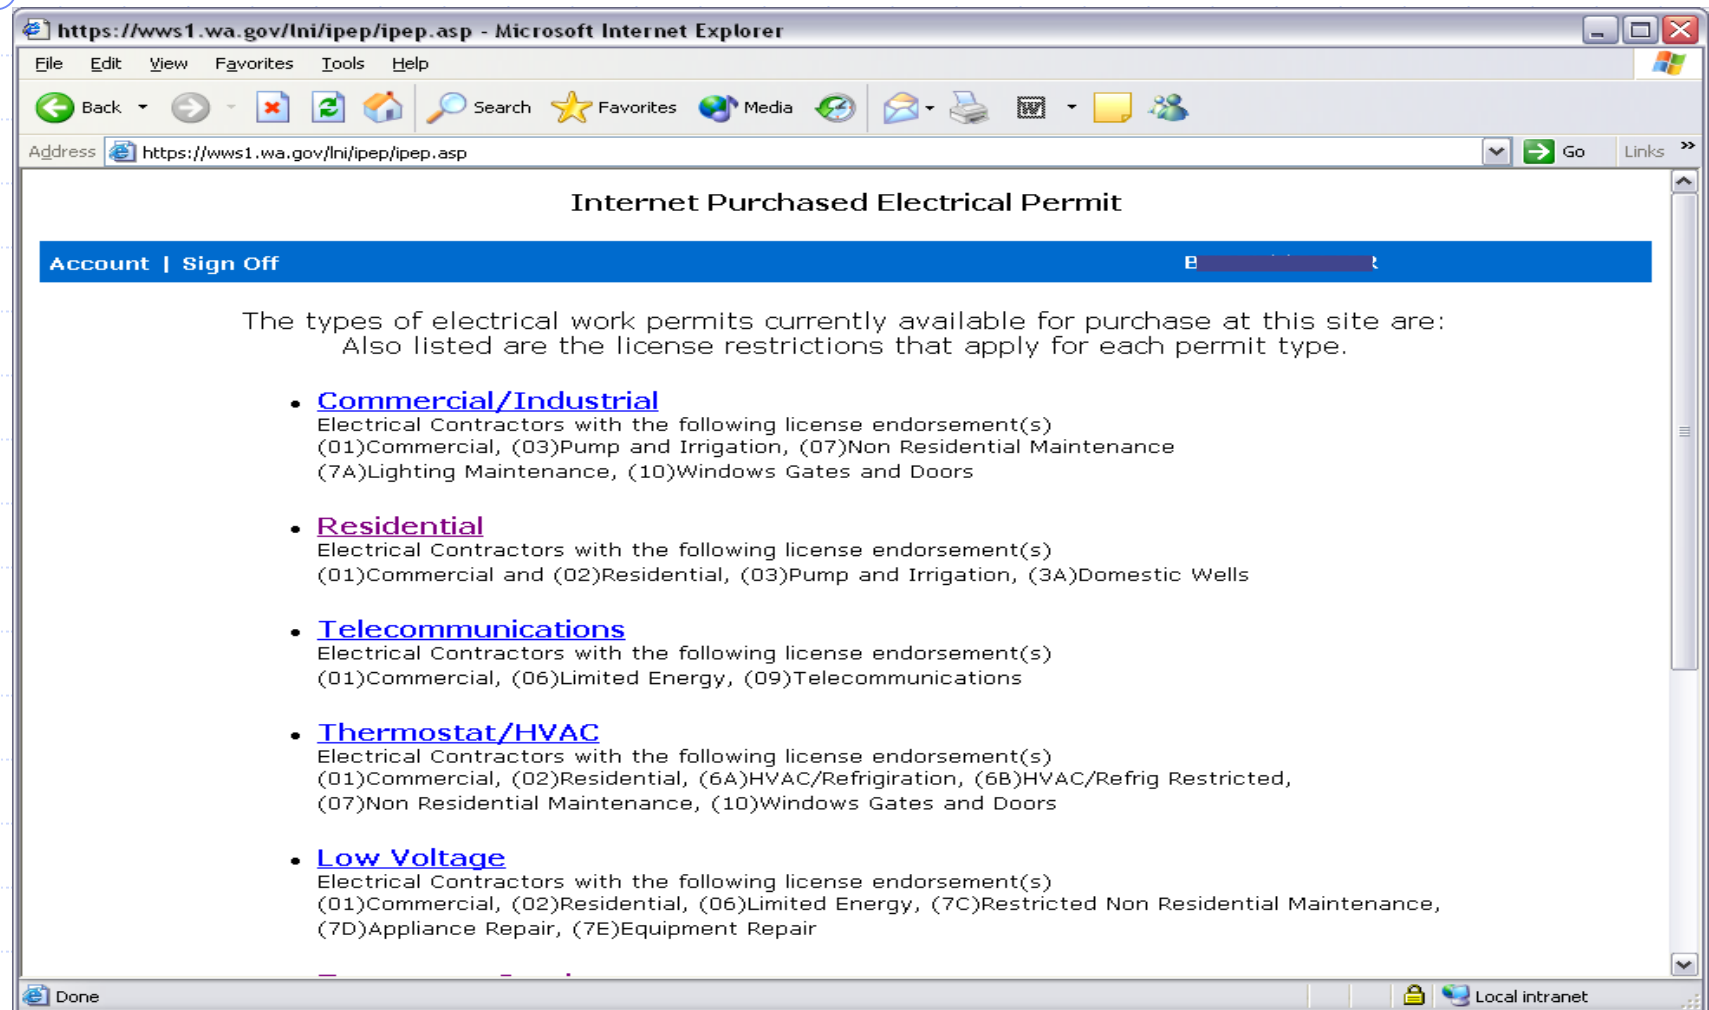 https://wws1.wa.gov/lni/ipep/ipep.asp - Microsoft Internet Explorer
File Edit View Favorites Tools Help
Back Search Favorites Media
Address https://wws1.wa.gov/lni/ipep/ipep.asp Go Links »
Internet Purchased Electrical Permit
Account | Sign Off B R
The types of electrical work permits currently available for purchase at this site are:
Also listed are the license restrictions that apply for each permit type.
• Commercial/Industrial
Electrical Contractors with the following license endorsement(s)
(01)Commercial, (03)Pump and Irrigation, (07)Non Residential Maintenance
(7A)Lighting Maintenance, (10)Windows Gates and Doors
• Residential
Electrical Contractors with the following license endorsement(s)
(01)Commercial and (02)Residential, (03)Pump and Irrigation, (3A)Domestic Wells
• Telecommunications
Electrical Contractors with the following license endorsement(s)
(01)Commercial, (06)Limited Energy, (09)Telecommunications
• Thermostat/HVAC
Electrical Contractors with the following license endorsement(s)
(01)Commercial, (02)Residential, (6A)HVAC/Refrigiration, (6B)HVAC/Refrig Restricted,
(07)Non Residential Maintenance, (10)Windows Gates and Doors
• Low Voltage
Electrical Contractors with the following license endorsement(s)
(01)Commercial, (02)Residential, (06)Limited Energy, (7C)Restricted Non Residential Maintenance,
(7D)Appliance Repair, (7E)Equipment Repair
Done Local intranet